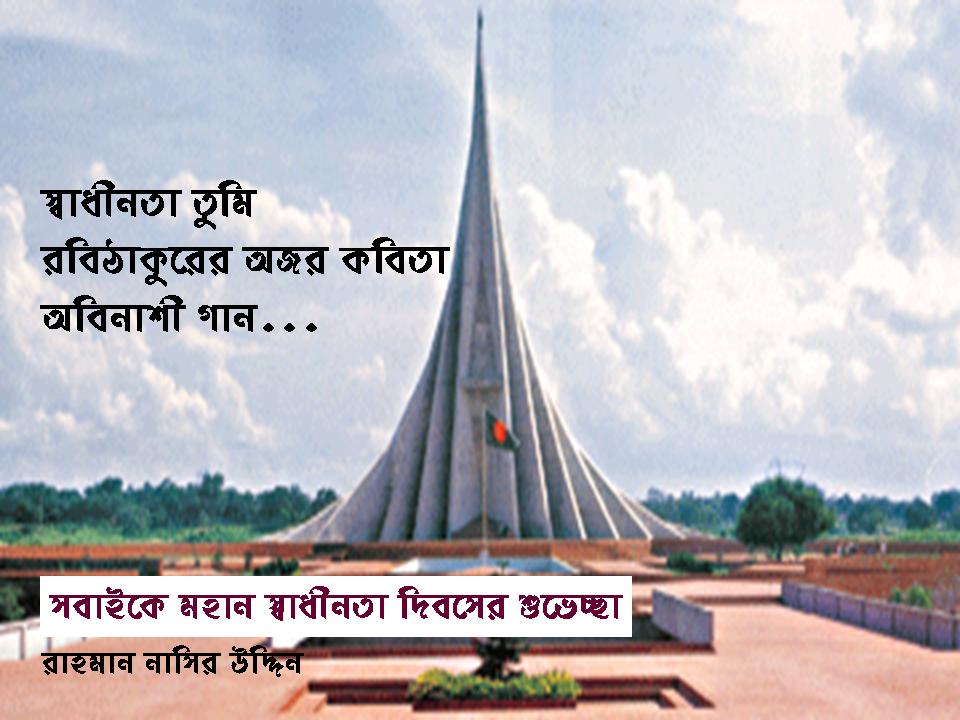 স্বাধীনতা তুমি
রবিঠাকুরের অজর কবিতা
অবিনাশী গান...
সবাইকে মহান স্বাধীনতা দিবসের শুভেচ্ছা
রাহমান নাসির উদ্দিন